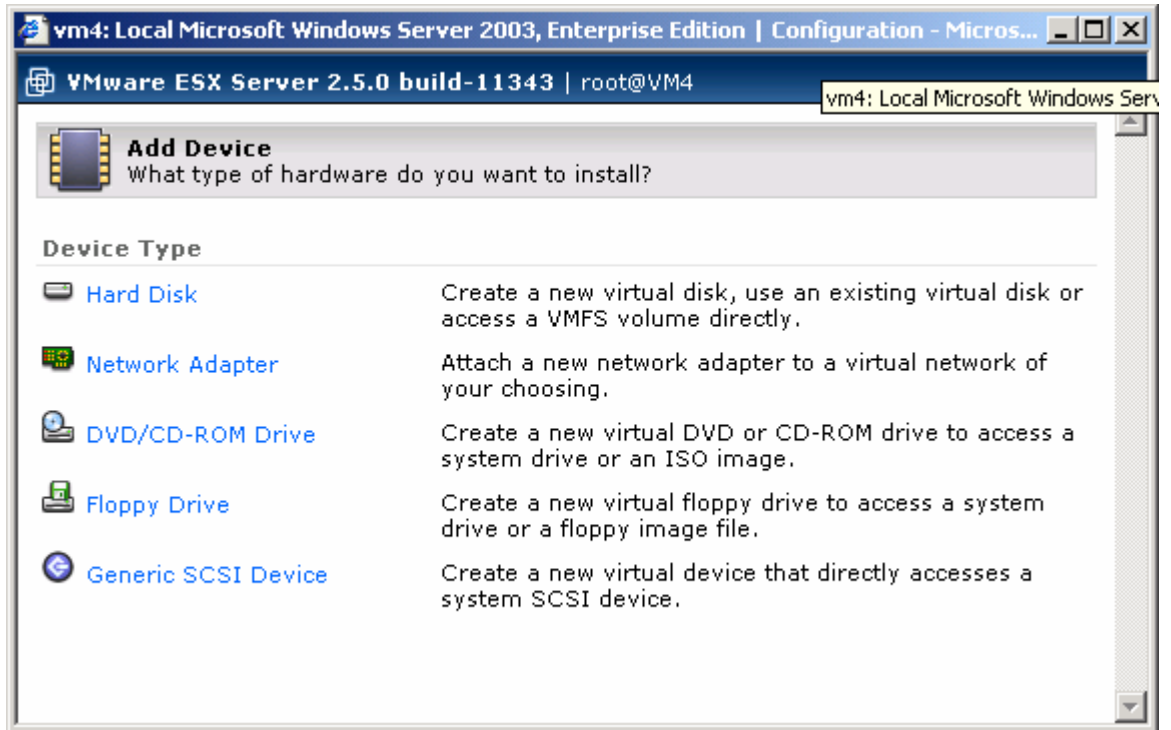 vm4: Local Microsoft Windows Server 2003, Enterprise Edition | Configuration - Micros...
VMware ESX Server 2.5.0 build-11343 | root@VM4
vm4: Local Microsoft Windows Serv
Add Device
What type of hardware do you want to install?
Device Type
Hard Disk
Create a new virtual disk, use an existing virtual disk or
access a VMFS volume directly.
Network Adapter
Attach a new network adapter to a virtual network of
your choosing.
DVD/CD-ROM Drive
Create a new virtual DVD or CD-ROM drive to access a
system drive or an ISO image.
Floppy Drive
Create a new virtual floppy drive to access a system
drive or a floppy image file.
Generic SCSI Device
Create a new virtual device that directly accesses a
system SCSI device.